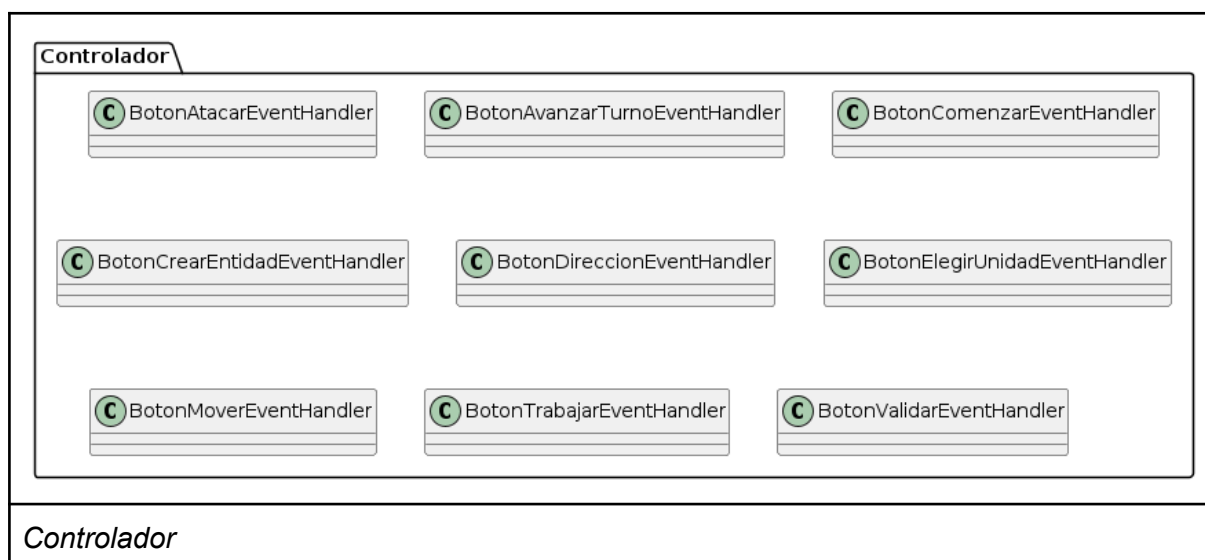 Controlador
C BotonAtacarEventHandler
C BotonAvanzarTurnoEventHandler
C BotonComenzarEventHandler
C BotonCrearEntidadEventHandler
C BotonDireccionEventHandler
C BotonElegirUnidadEventHandler
C BotonMoverEventHandler
C BotonTrabajarEventHandler
C BotonValidarEventHandler
Controlador